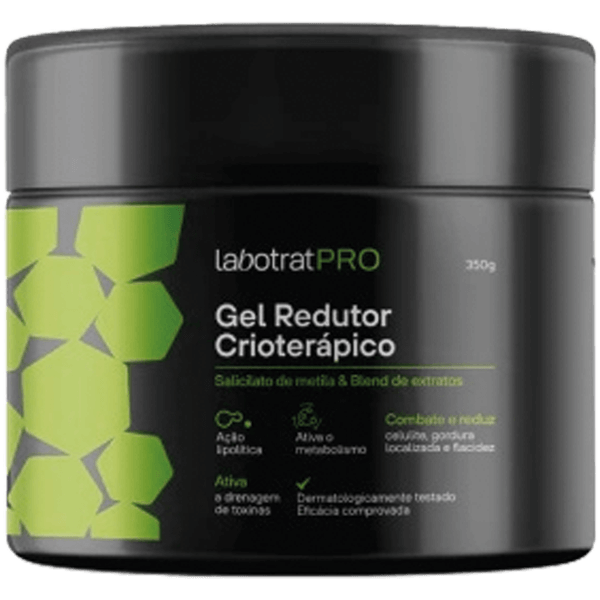 labotratPRO
350g
Gel Redutor
Crioterápico
Salicilato de metila & Blend de extratos
Ação
lipolítica
Ativa o
metabolismo
Combate e reduz
celulite, gordura
localizada e flacidez
Ativa
a drenagem
de toxinas
Dermatologicamente testado
Eficácia comprovada